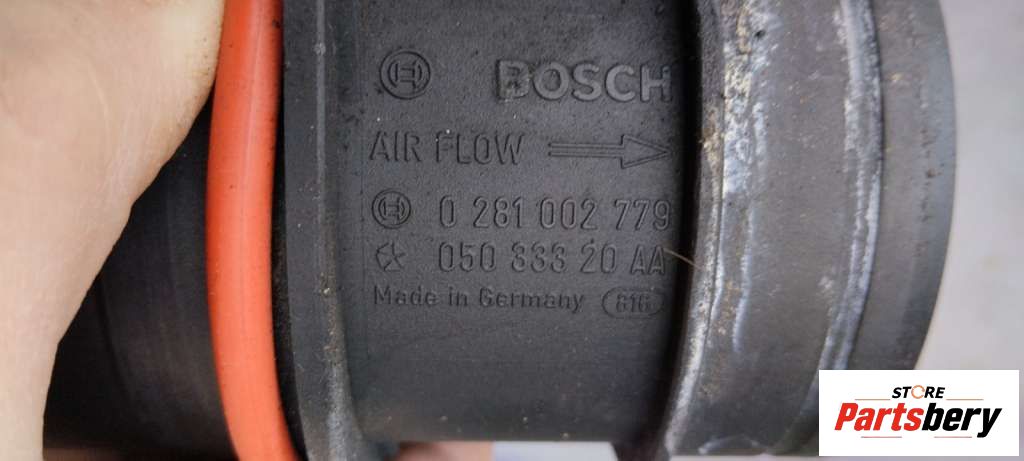 BOSCH
AIR FLOW
0 281 002 779
050 333 20 AA
Made in Germany 816
STORE
Partsbery